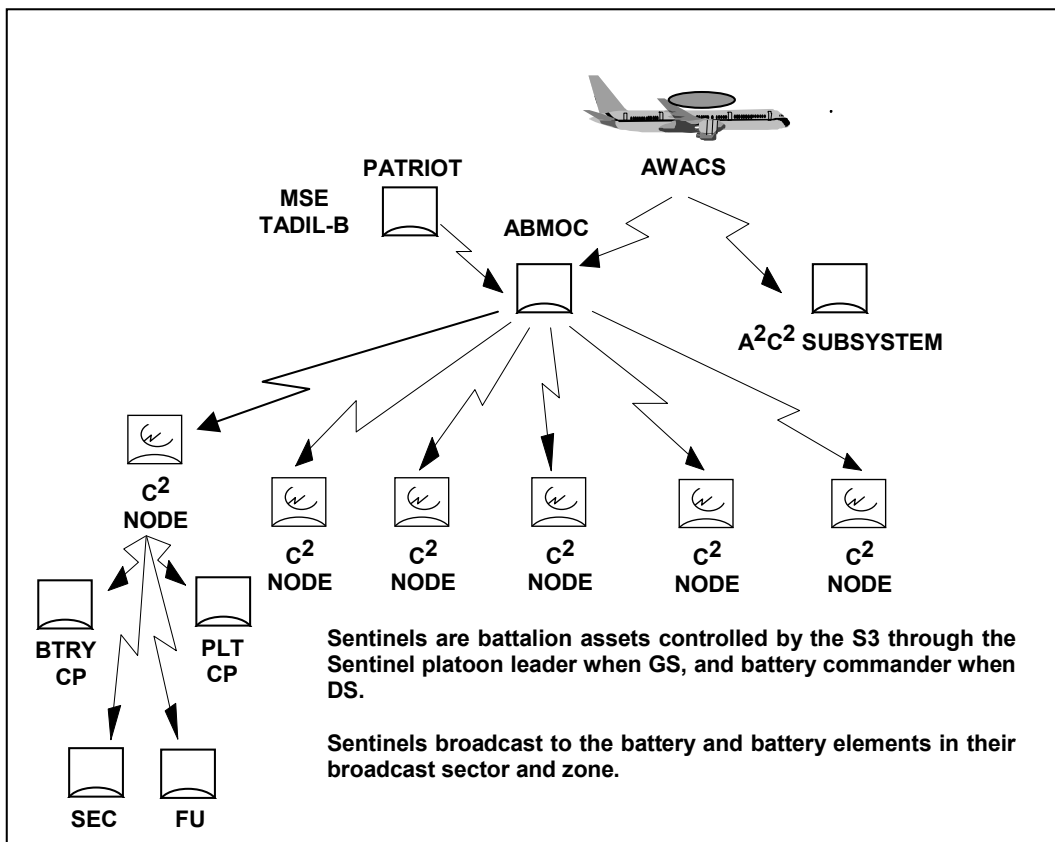 PATRIOT
AWACS
MSE
TADIL-B
ABMOC
A²C² SUBSYSTEM
C²
NODE
C²
NODE
C²
NODE
C²
NODE
C²
NODE
C²
NODE
BTRY
CP
PLT
CP
SEC
FU
Sentinels are battalion assets controlled by the S3 through the
Sentinel platoon leader when GS, and battery commander when
DS.
Sentinels broadcast to the battery and battery elements in their
broadcast sector and zone.